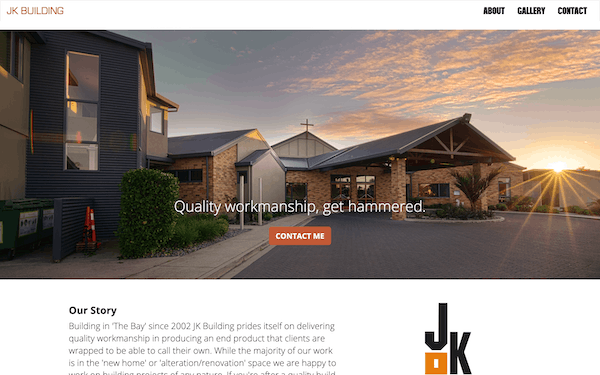 JK BUILDING
ABOUT GALLERY CONTACT
Quality workmanship, get hammered.
CONTACT ME
Our Story
Building in 'The Bay' since 2002 JK Building prides itself on delivering
quality workmanship in producing an end product that clients are
wrapped to be able to call their own. While the majority of our work
is in the 'new home' or 'alteration/renovation' space we are happy to
work on building projects of any nature. If you're after a quality build
JK